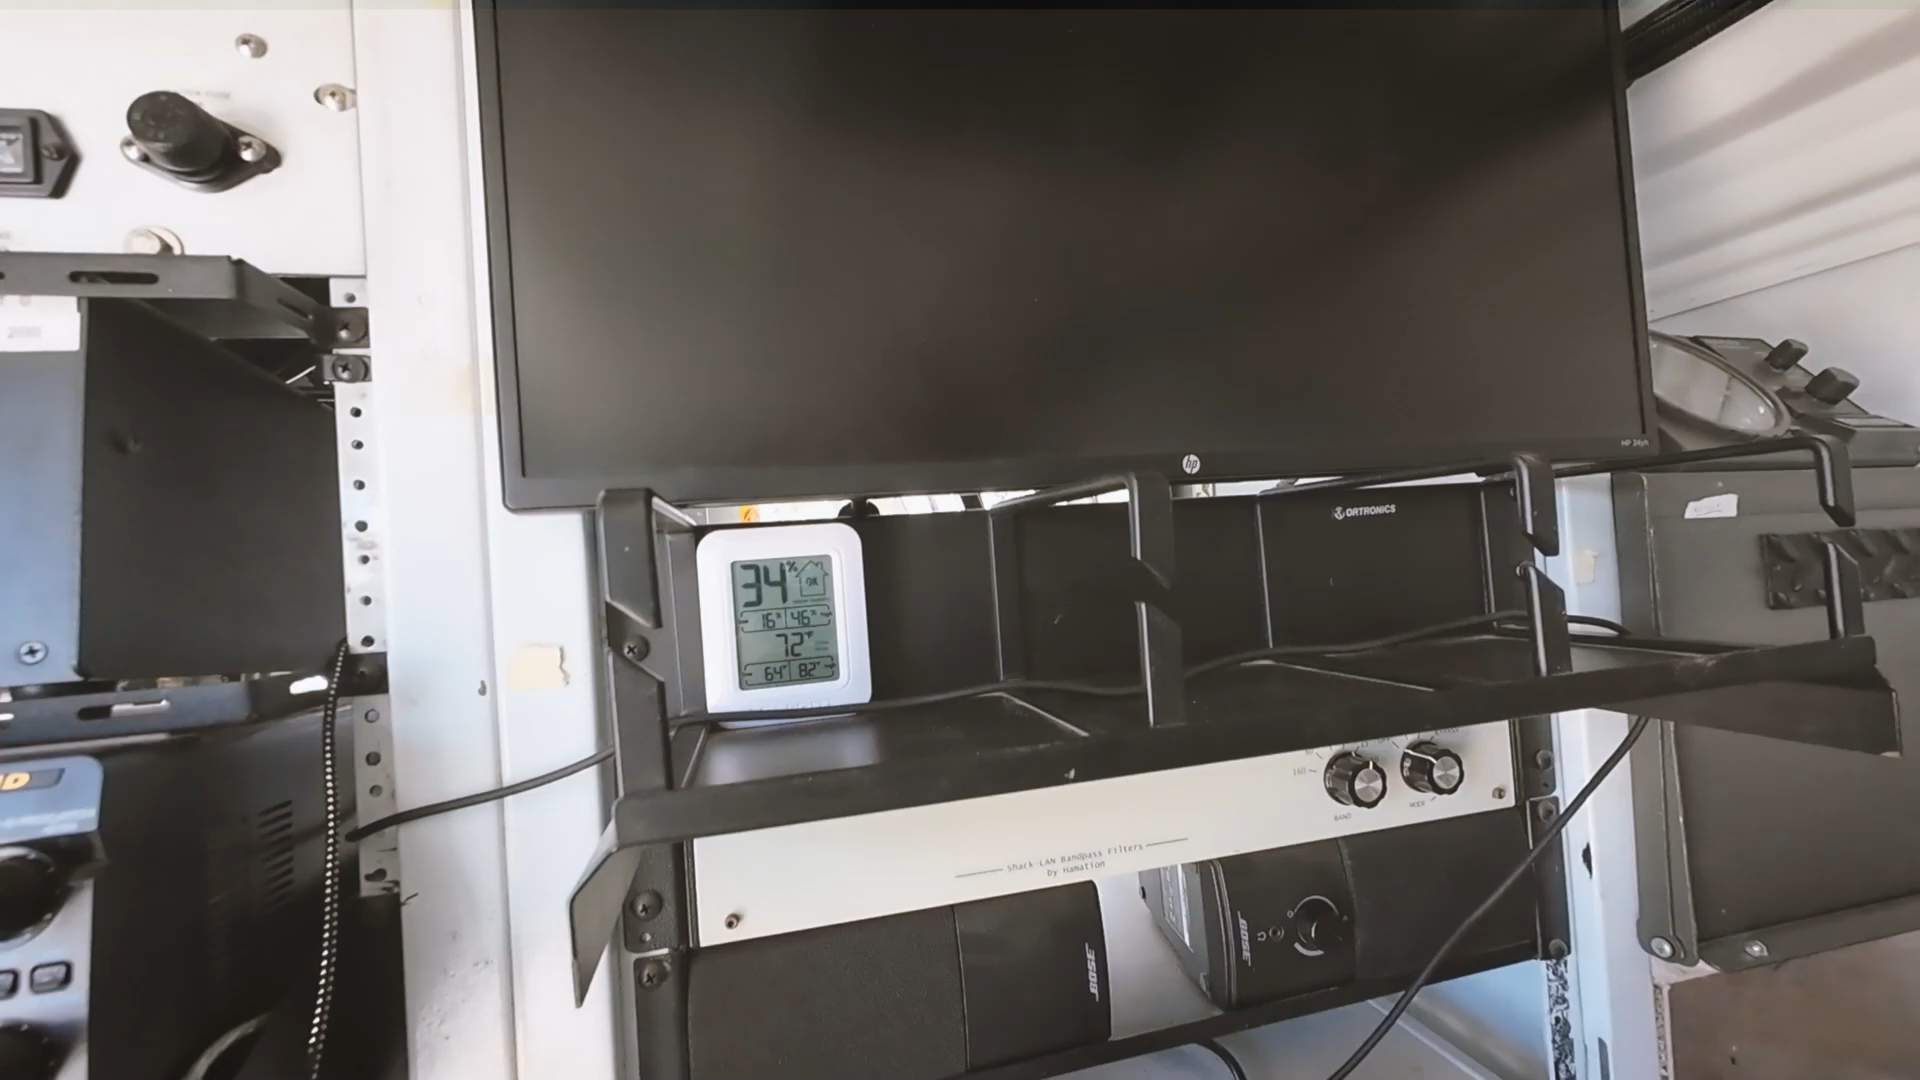 hp
HP 24yh
ORTRONICS
34%
OK
16% 46%
72°F
64° 82°
160
BAND
MODE
Shack-LAN Bandpass Filters
by Hamation
BOSE
BOSE